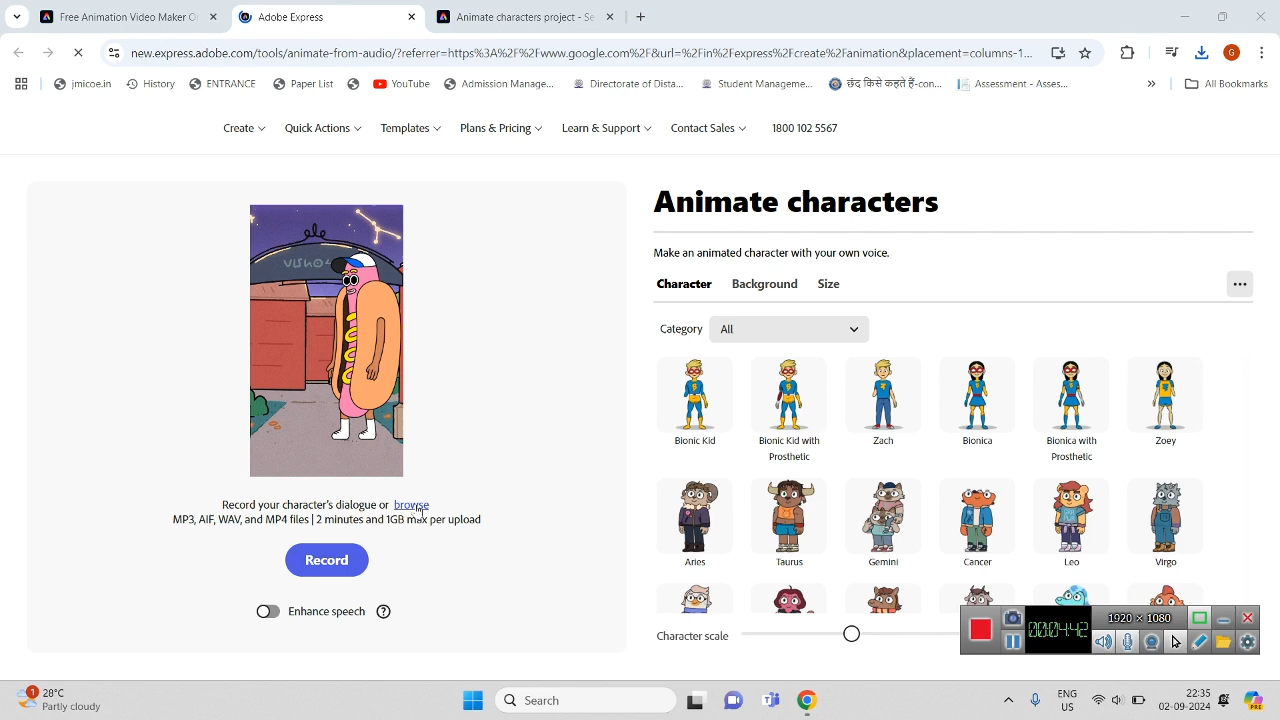 Free Animation Video Maker O
Adobe Express
Animate characters project - Se
new.express.adobe.com/tools/animate-from-audio/?referrer=https%3A%2F%2Fwww.google.com%2F&url=%2Fin%2Fexpress%2Fcreate%2Fanimation&placement=columns-1...
G
jmicoe.in
History
ENTRANCE
Paper List
YouTube
Admission Manage...
Directorate of Dista...
Student Manageme...
छंद किसे कहते हैं-con...
Assessment - Asses...
»
All Bookmarks
Create
Quick Actions
Templates
Plans & Pricing
Learn & Support
Contact Sales
1800 102 5567
Animate characters
Make an animated character with your own voice.
Character
Background
Size
Category
All
Bionic Kid
Bionic Kid with Prosthetic
Zach
Bionica
Bionica with Prosthetic
Zoey
Aries
Taurus
Gemini
Cancer
Leo
Virgo
Character scale
Record your character's dialogue or browse
MP3, AIF, WAV, and MP4 files | 2 minutes and 1GB max per upload
Record
Enhance speech
?
1920 × 1080
00:04:42
1
28°C
Partly cloudy
Search
ENG
US
22:35
02-09-2024
PRE